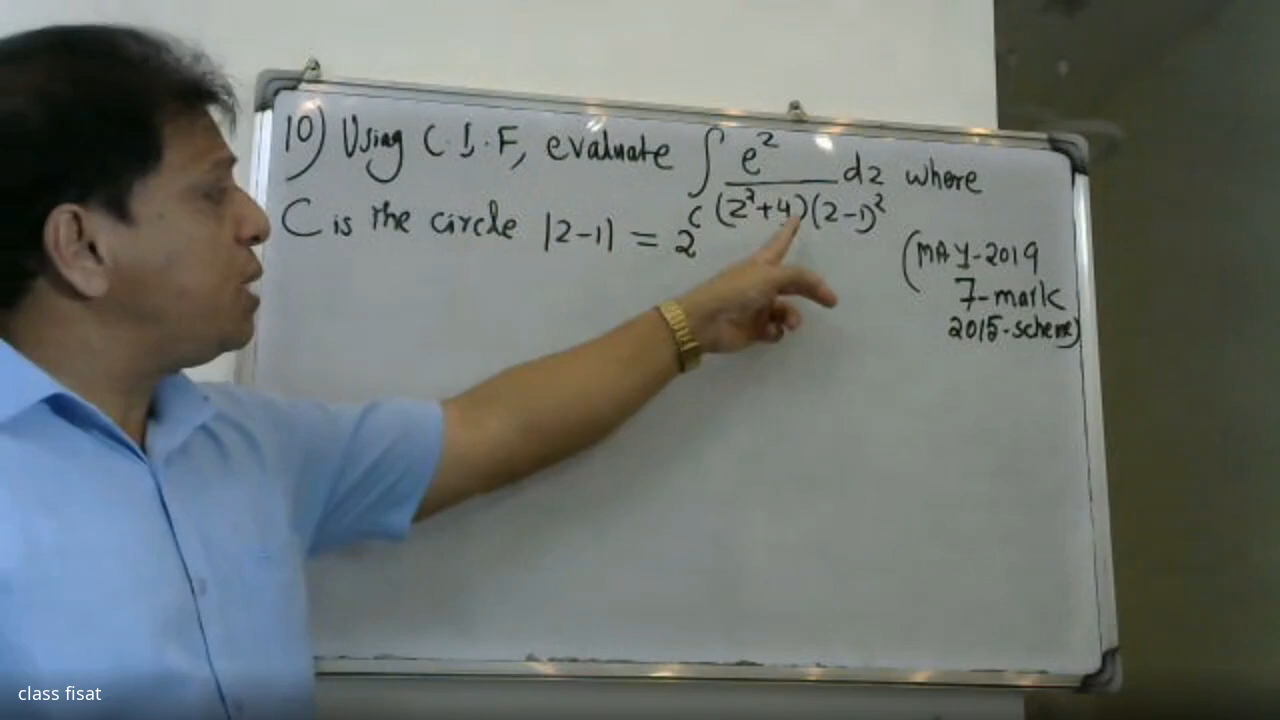 10) Using C.I.F, evaluate ∫_C e^z/((z²+4)(z-1)²) dz where
C is the circle |z-1| = 2
(MAY-2019
7-mark
2015-scheme)
class fisat